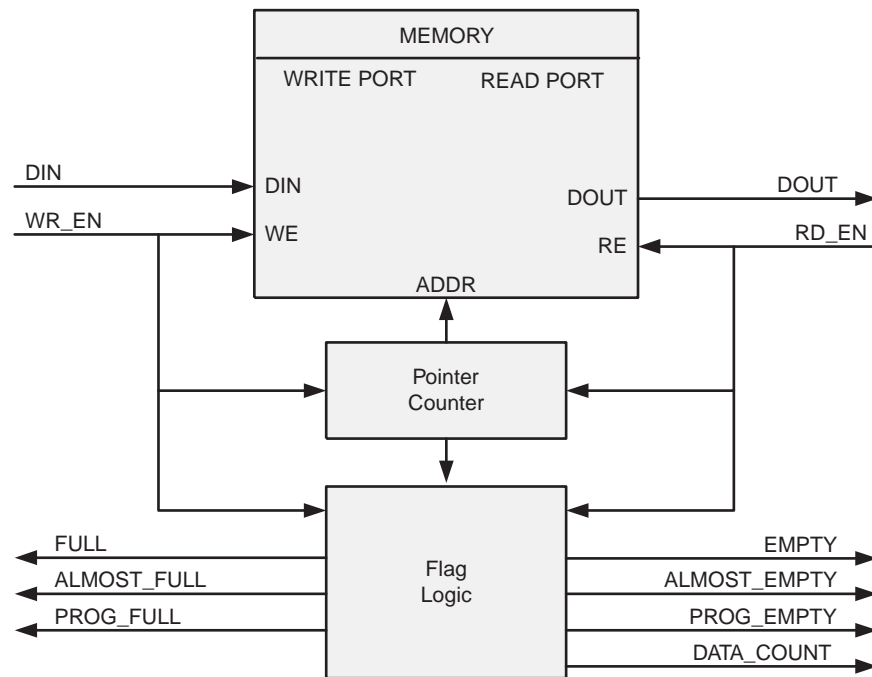 MEMORY
WRITE PORT READ PORT
DIN
DIN
DOUT
DOUT
WR_EN
WE
RE
RD_EN
ADDR
Pointer
Counter
FULL
EMPTY
Flag
Logic
ALMOST_FULL
ALMOST_EMPTY
PROG_FULL
PROG_EMPTY
DATA_COUNT